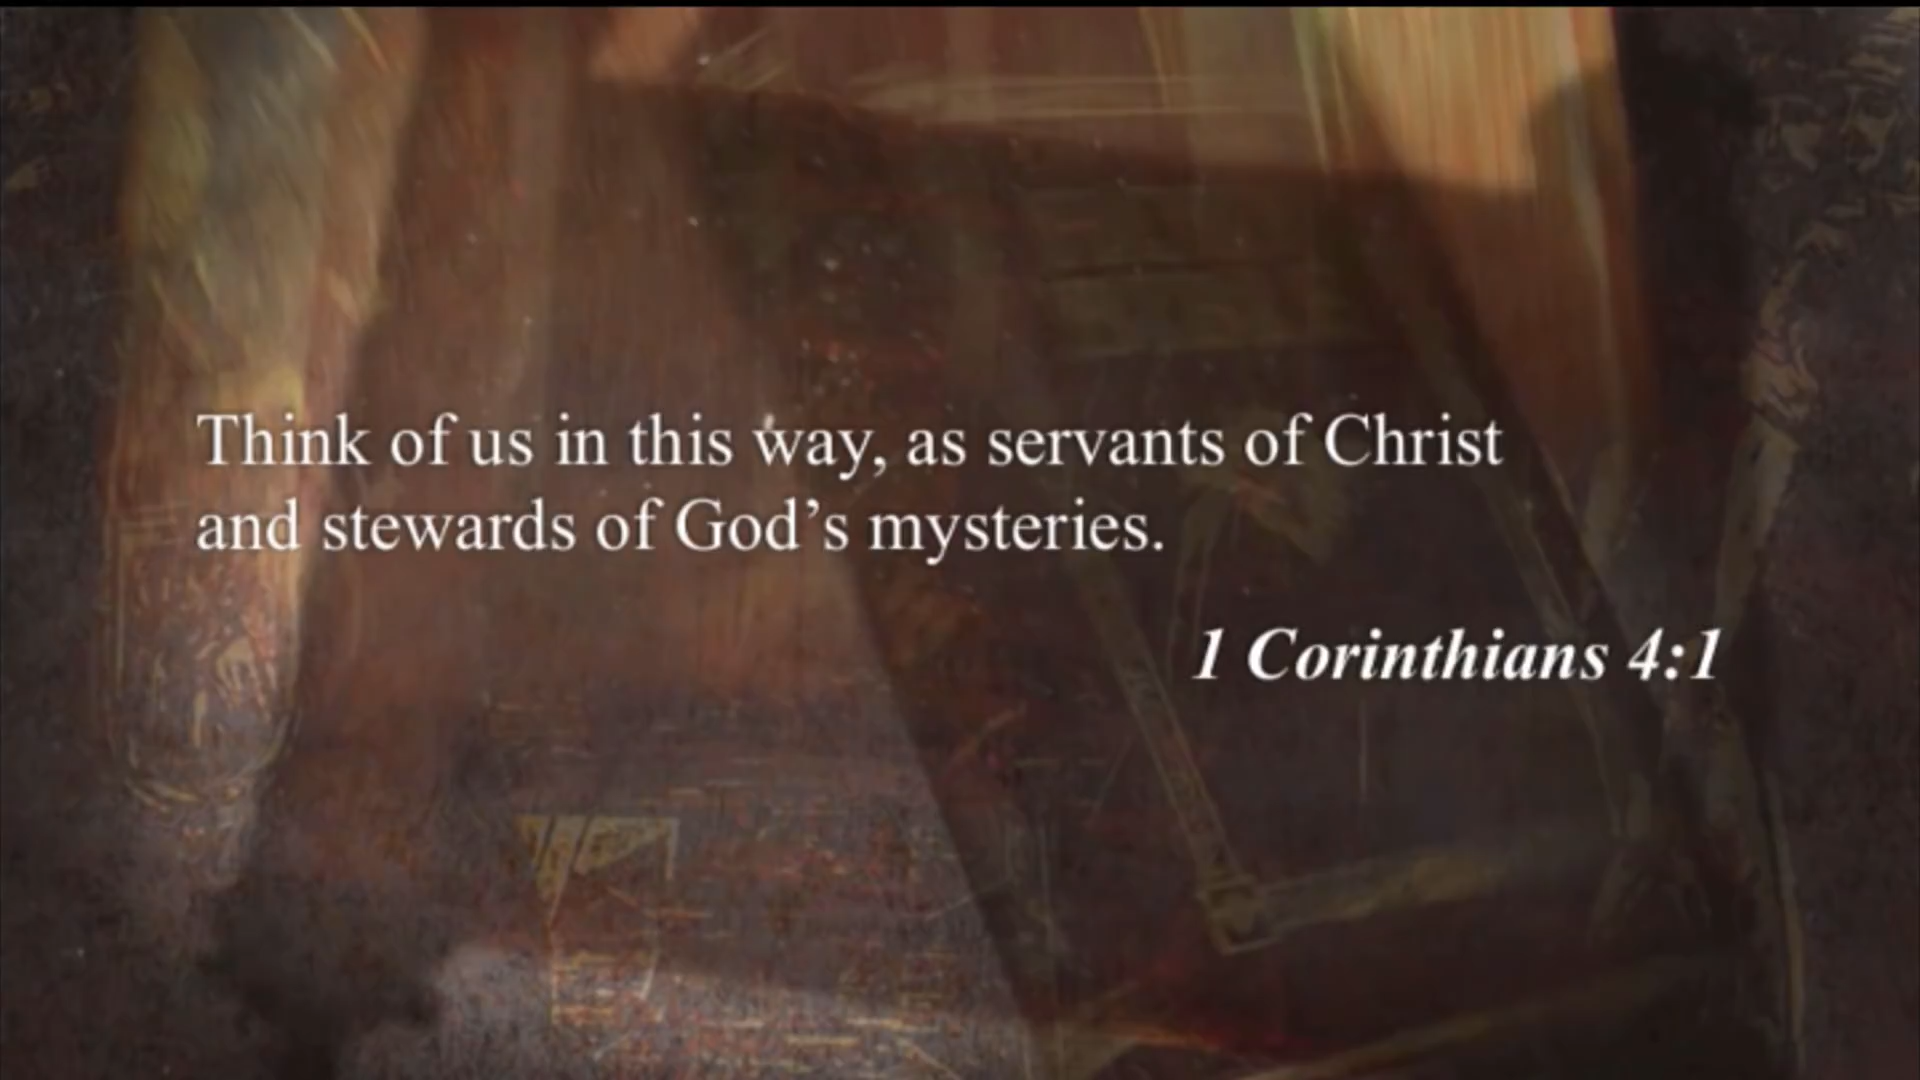 Think of us in this way, as servants of Christ
and stewards of God’s mysteries.
1 Corinthians 4:1